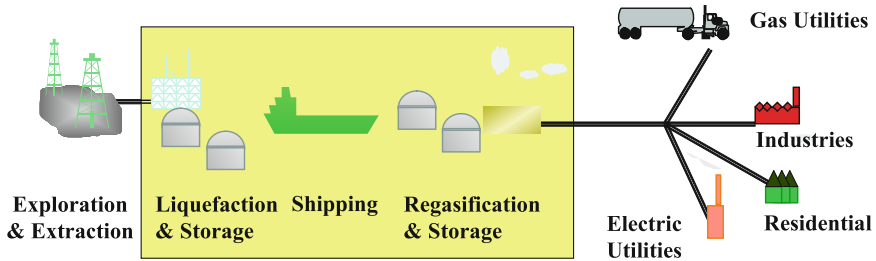 Gas Utilities
Industries
Exploration
& Extraction
Liquefaction
& Storage
Shipping
Regasification
& Storage
Electric
Utilities
Residential